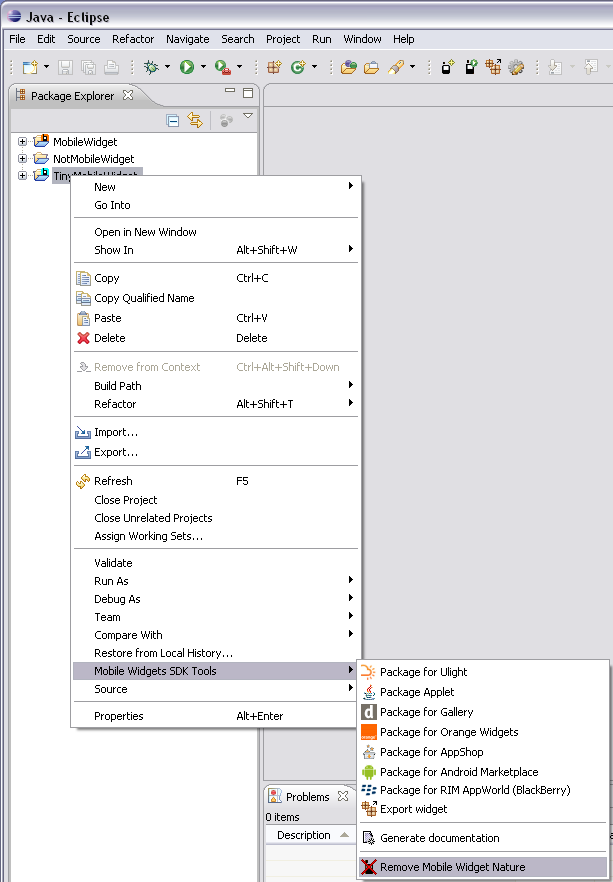 Java - Eclipse
File Edit Source Refactor Navigate Search Project Run Window Help
Package Explorer
MobileWidget
NotMobileWidget
TinyMobileWidget
New
Go Into
Open in New Window
Show In Alt+Shift+W
Copy Ctrl+C
Copy Qualified Name
Paste Ctrl+V
Delete Delete
Remove from Context Ctrl+Alt+Shift+Down
Build Path
Refactor Alt+Shift+T
Import...
Export...
Refresh F5
Close Project
Close Unrelated Projects
Assign Working Sets...
Validate
Run As
Debug As
Team
Compare With
Restore from Local History...
Mobile Widgets SDK Tools
Source
Properties Alt+Enter
Package for Ulight
Package Applet
Package for Gallery
Package for Orange Widgets
Package for AppShop
Package for Android Marketplace
Package for RIM AppWorld (BlackBerry)
Export widget
Generate documentation
Remove Mobile Widget Nature
Problems
0 items
Description